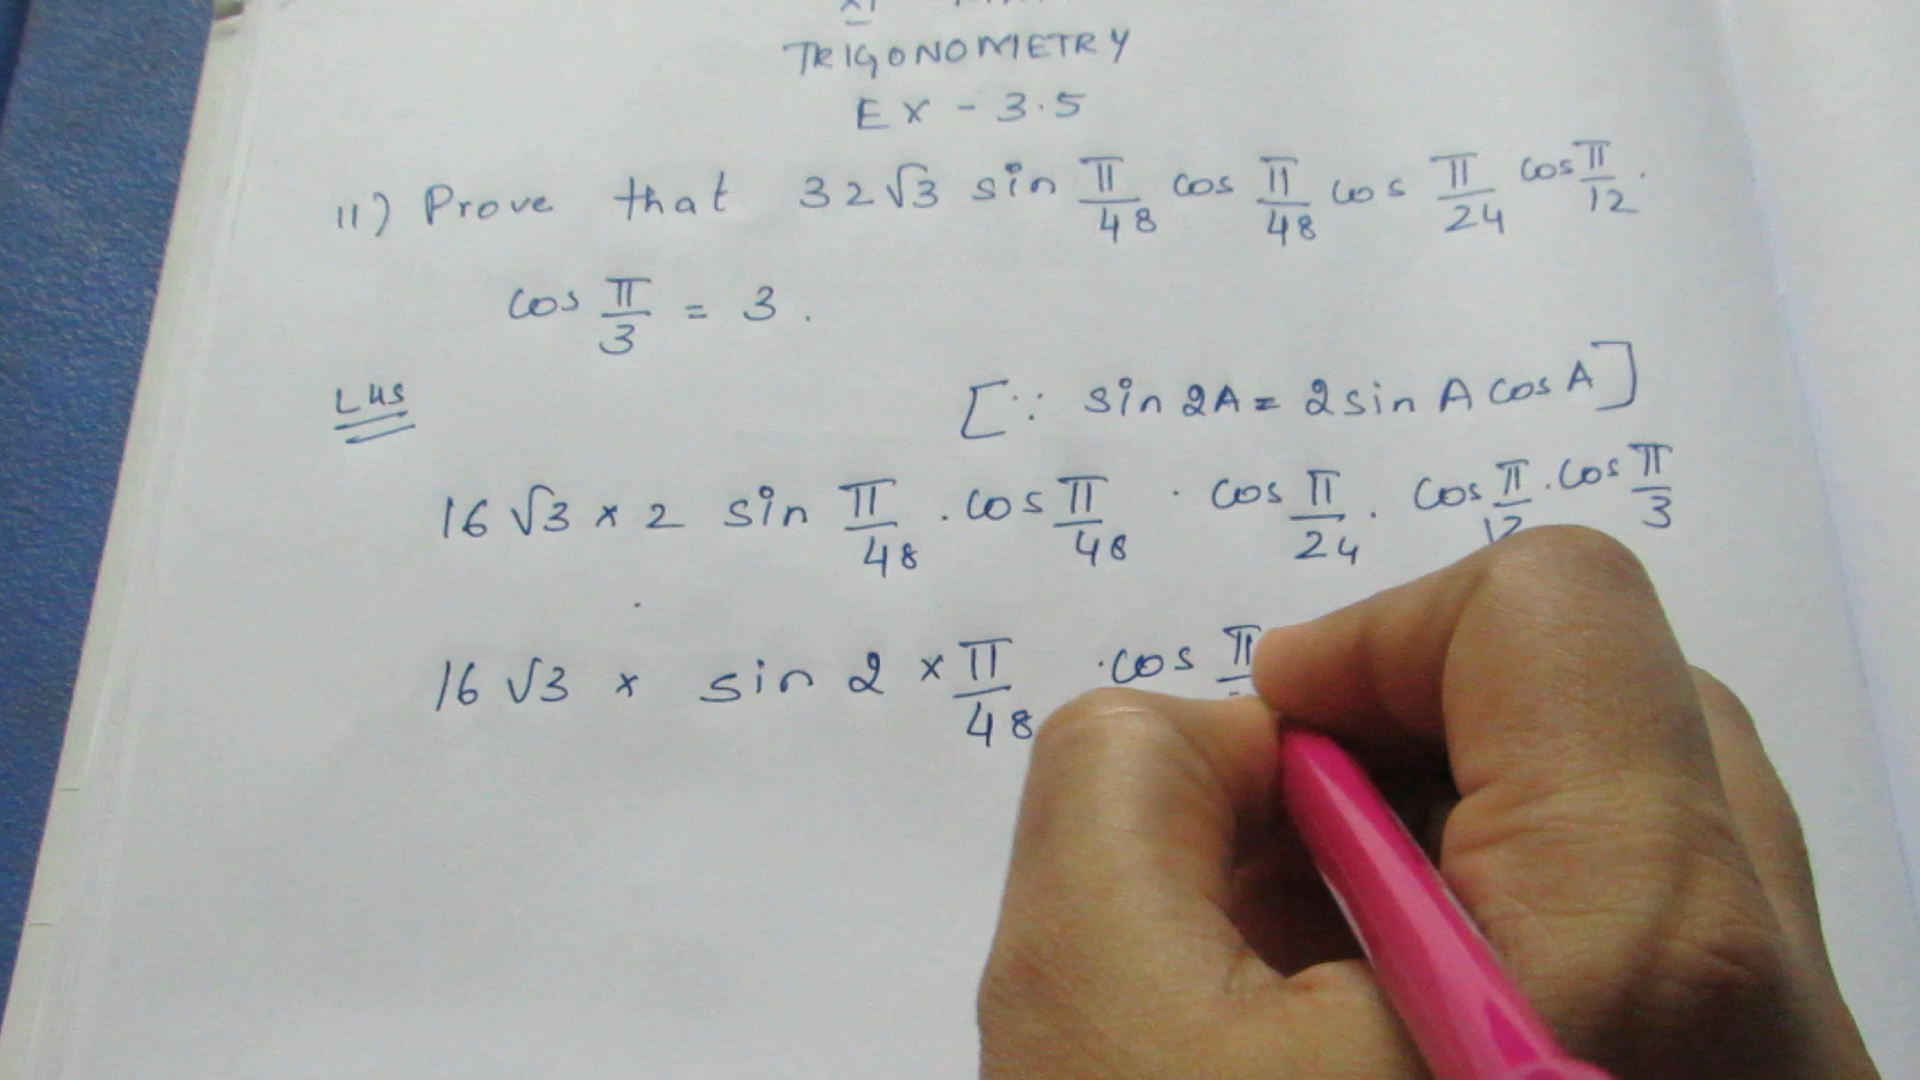 TRIGONOMETRY
EX - 3.5
11) Prove that 32√3 sin π/48 cos π/48 cos π/24 cos π/12 .
cos π/3 = 3 .
LHS
[∵ sin 2A = 2 sin A cos A]
16 √3 × 2 sin π/48 . cos π/48 . cos π/24 . cos π/12 . cos π/3
16 √3 × sin 2 × π/48 . cos π